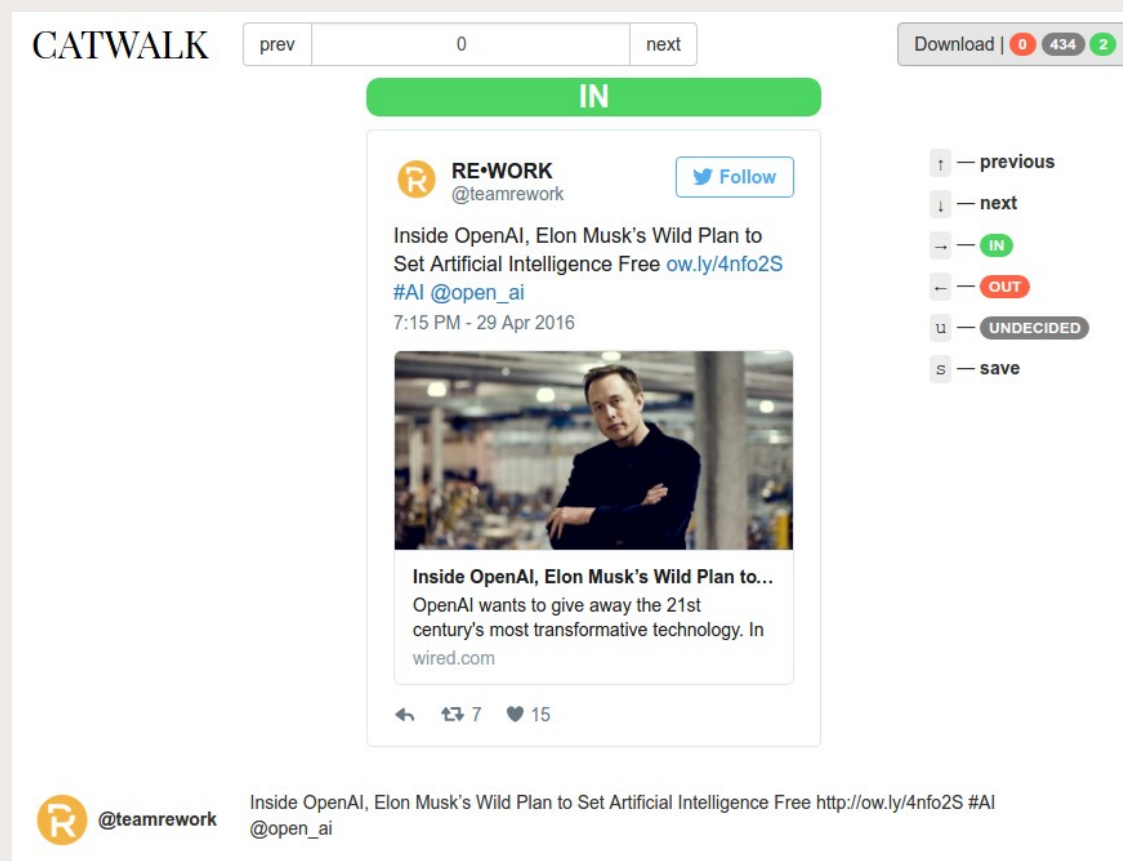 CATWALK
prev 0 next
Download | 0 434 2
IN
RE•WORK
@teamrework
Follow
Inside OpenAI, Elon Musk’s Wild Plan to
Set Artificial Intelligence Free ow.ly/4nfo2S
#AI @open_ai
7:15 PM - 29 Apr 2016
Inside OpenAI, Elon Musk’s Wild Plan to…
OpenAI wants to give away the 21st
century's most transformative technology. In
wired.com
7 15
↑ — previous
↓ — next
→ — IN
← — OUT
u — UNDECIDED
s — save
@teamrework
Inside OpenAI, Elon Musk’s Wild Plan to Set Artificial Intelligence Free http://ow.ly/4nfo2S #AI
@open_ai